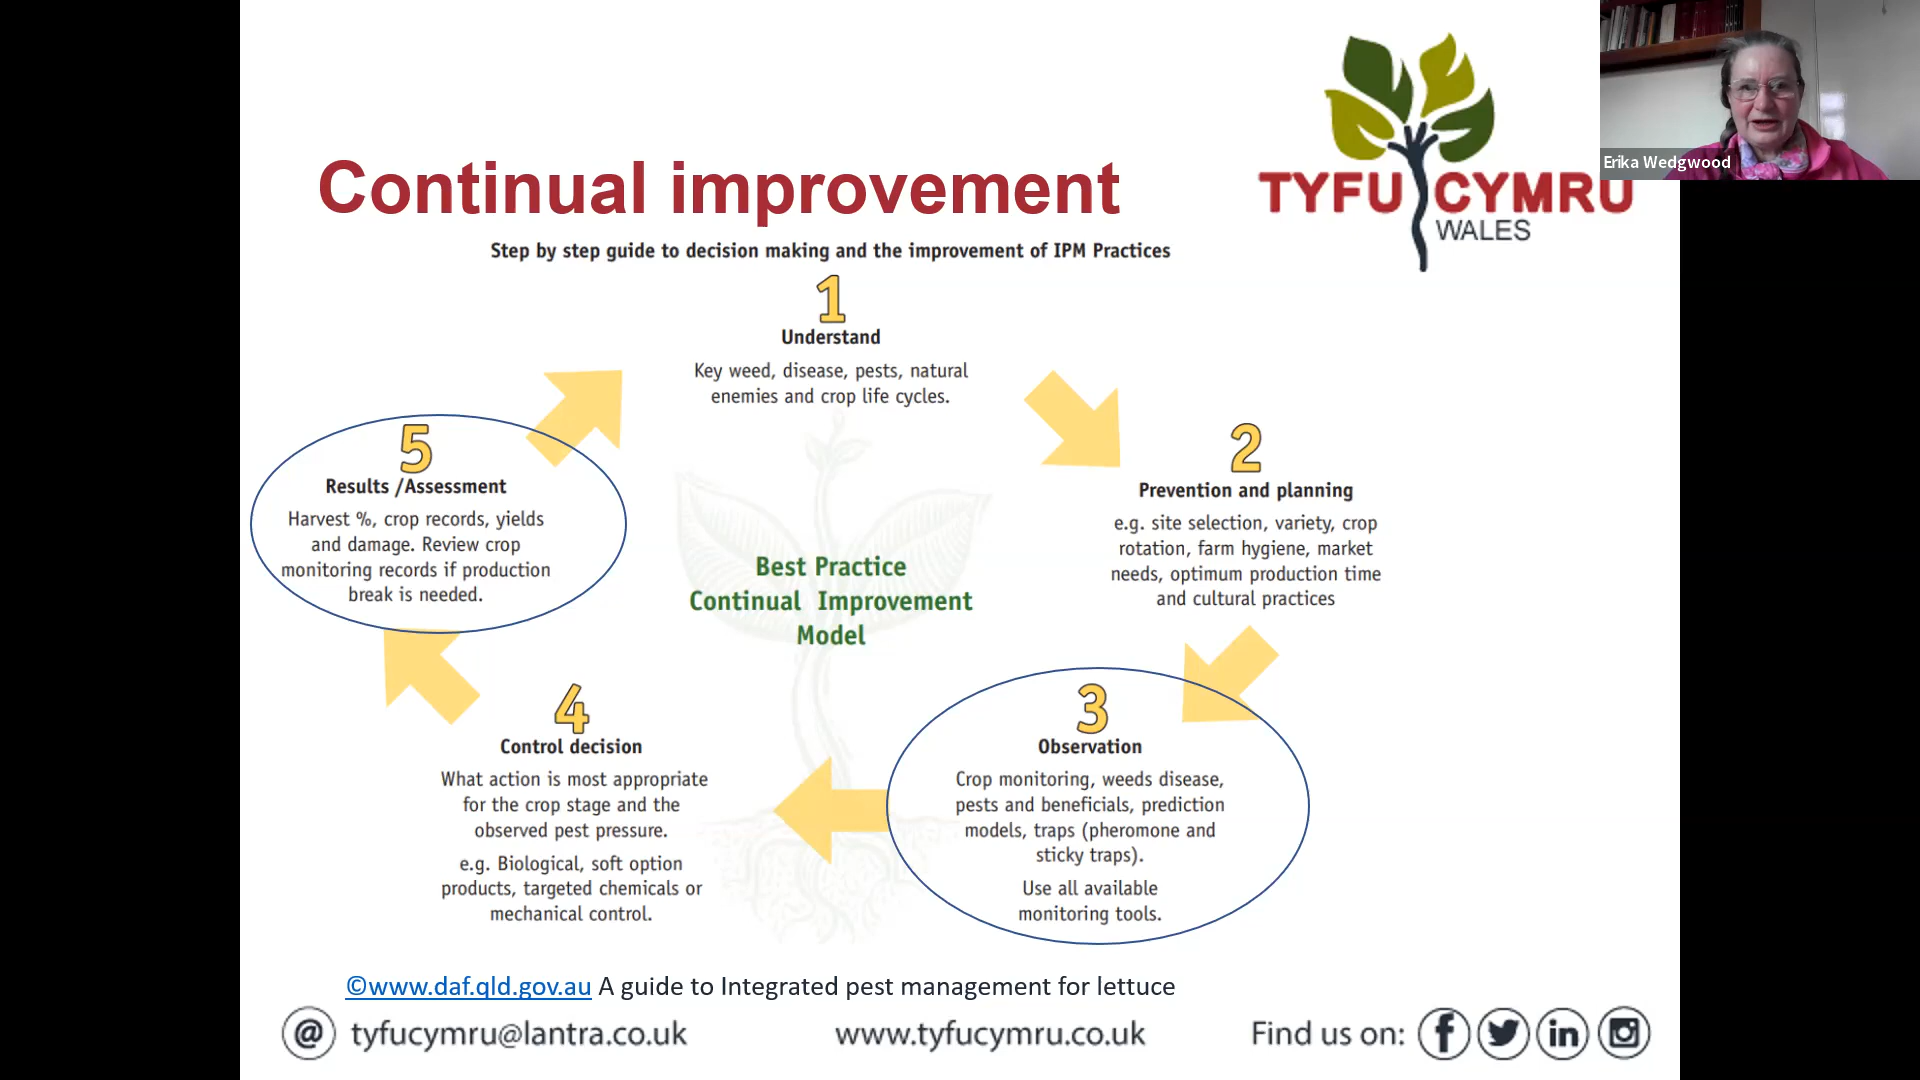 Continual improvement
TYFU CYMRU
WALES
Erika Wedgwood
Step by step guide to decision making and the improvement of IPM Practices
1
Understand
Key weed, disease, pests, natural
enemies and crop life cycles.
2
Prevention and planning
e.g. site selection, variety, crop
rotation, farm hygiene, market
needs, optimum production time
and cultural practices
3
Observation
Crop monitoring, weeds disease,
pests and beneficials, prediction
models, traps (pheromone and
sticky traps).
Use all available
monitoring tools.
4
Control decision
What action is most appropriate
for the crop stage and the
observed pest pressure.
e.g. Biological, soft option
products, targeted chemicals or
mechanical control.
5
Results /Assessment
Harvest %, crop records, yields
and damage. Review crop
monitoring records if production
break is needed.
Best Practice
Continual Improvement
Model
©www.daf.qld.gov.au A guide to Integrated pest management for lettuce
@ tyfucymru@lantra.co.uk
www.tyfucymru.co.uk
Find us on: